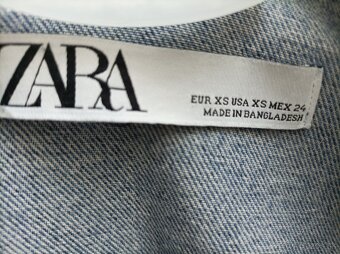 ZARA
EUR XS USA XS MEX 24
MADE IN BANGLADESH